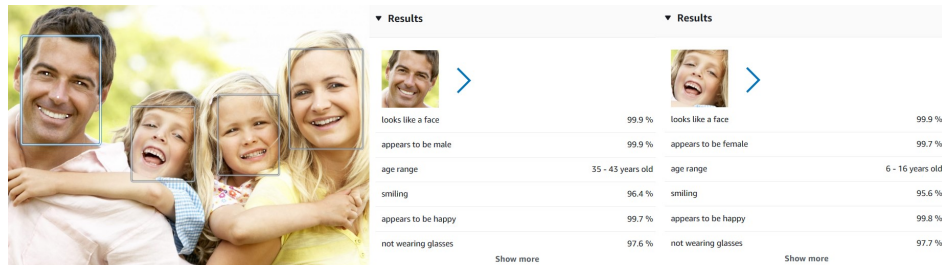 Results
looks like a face 99.9 %
appears to be male 99.9 %
age range 35 - 43 years old
smiling 96.4 %
appears to be happy 99.7 %
not wearing glasses 97.6 %
Show more
Results
looks like a face 99.9 %
appears to be female 99.7 %
age range 6 - 16 years old
smiling 95.6 %
appears to be happy 99.8 %
not wearing glasses 97.7 %
Show more